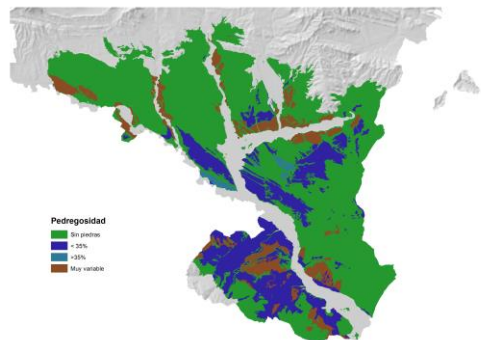 Pedregosidad
Sin piedras
< 35%
>35%
Muy variable